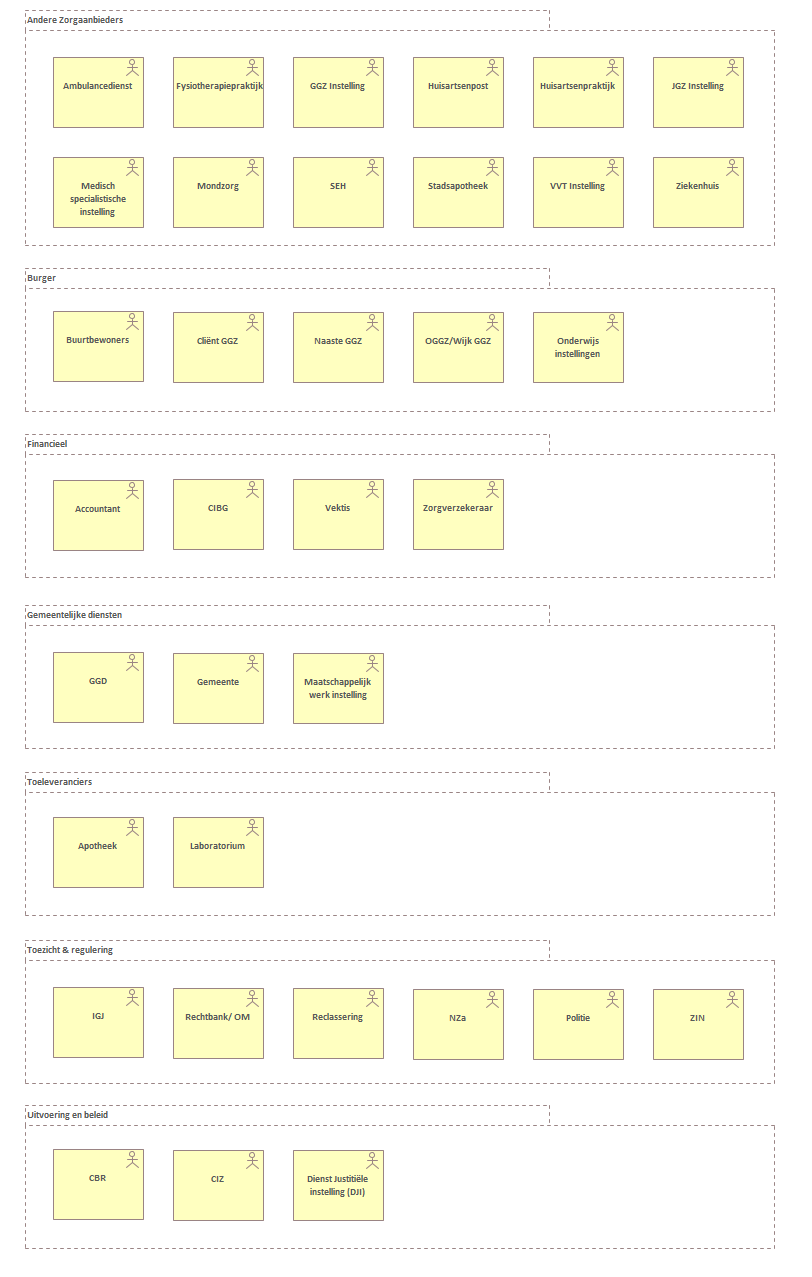 Andere Zorgaanbieders
Ambulancedienst
Fysiotherapiepraktijk
GGZ Instelling
Huisartsenpost
Huisartsenpraktijk
JGZ Instelling
Medisch
specialistische
instelling
Mondzorg
SEH
Stadsapotheek
VVT Instelling
Ziekenhuis
Burger
Buurtbewoners
Cliënt GGZ
Naaste GGZ
OGGZ/Wijk GGZ
Onderwijs
instellingen
Financieel
Accountant
CIBG
Vektis
Zorgverzekeraar
Gemeentelijke diensten
GGD
Gemeente
Maatschappelijk
werk instelling
Toeleveranciers
Apotheek
Laboratorium
Toezicht & regulering
IGJ
Rechtbank/ OM
Reclassering
NZa
Politie
ZIN
Uitvoering en beleid
CBR
CIZ
Dienst Justitiële
instelling (DJI)